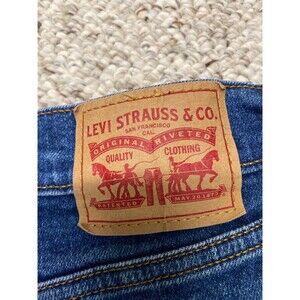 LEVI STRAUSS & CO.
SAN FRANCISCO
CAL.
ORIGINAL RIVETED
QUALITY CLOTHING
PATENTED MAY 20 1873